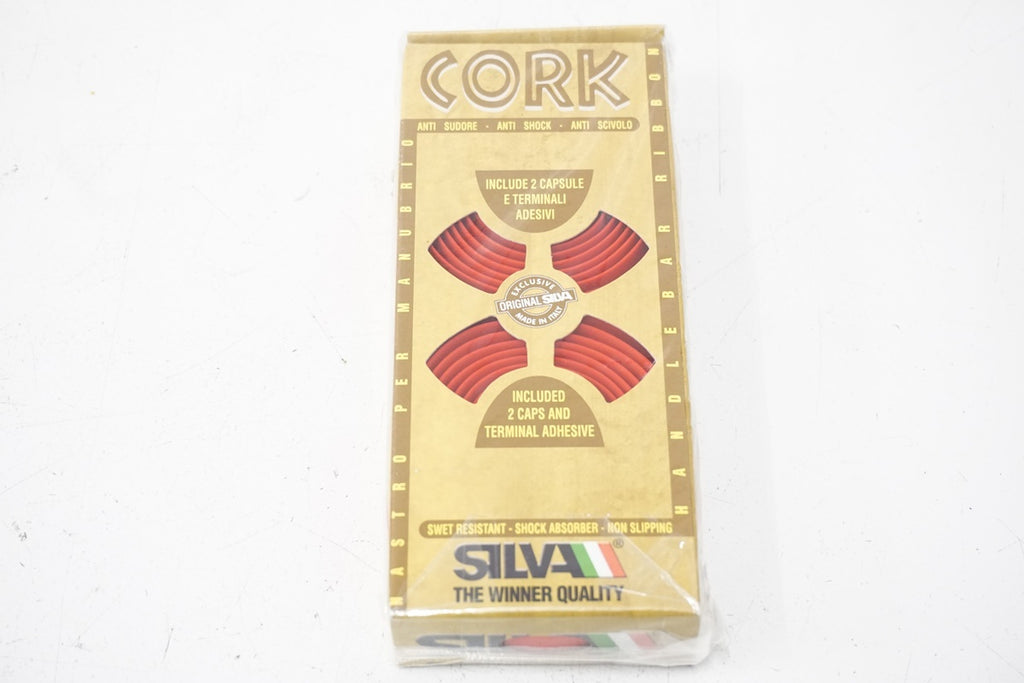 CORK
ANTI SUDORE - ANTI SHOCK - ANTI SCIVOLO
NASTRO PER MANUBRIO
HANDLEBAR RIBBON
INCLUDE 2 CAPSULE
E TERMINALI
ADESIVI
EXCLUSIVE
ORIGINAL SILVA
MADE IN ITALY
INCLUDED
2 CAPS AND
TERMINAL ADHESIVE
SWET RESISTANT - SHOCK ABSORBER - NON SLIPPING
SILVA®
THE WINNER QUALITY
SILVA